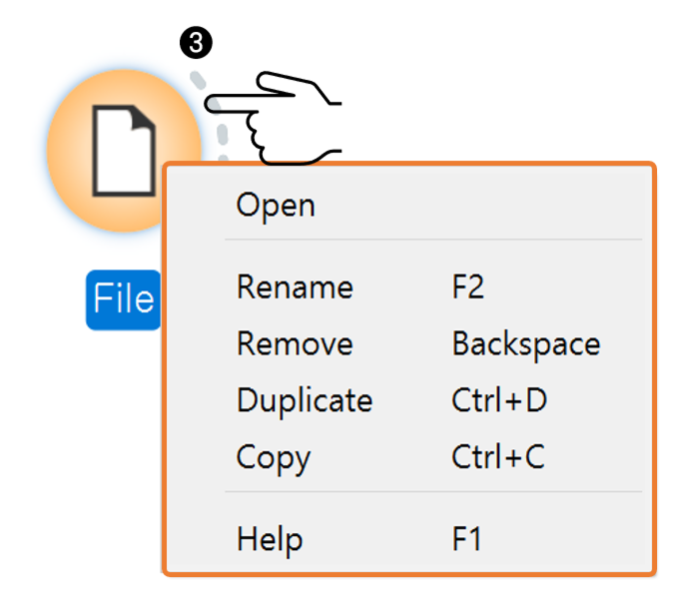 ❸
File
Open
Rename F2
Remove Backspace
Duplicate Ctrl+D
Copy Ctrl+C
Help F1